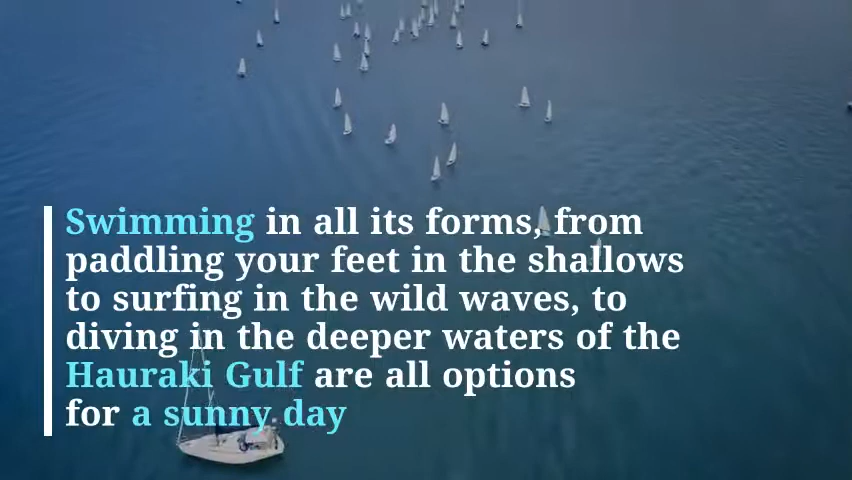 Swimming in all its forms, from
paddling your feet in the shallows
to surfing in the wild waves, to
diving in the deeper waters of the
Hauraki Gulf are all options
for a sunny day